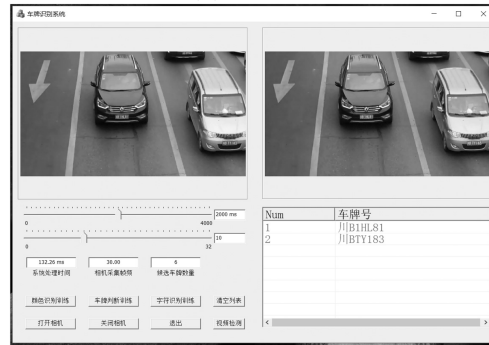 车牌识别系统
Num 车牌号
1 川B1HL81
2 川BTY183
2000 ms
0 4000
10
0 32
132.26 ms 30.00 6
系统处理时间 相机采集帧频 候选车牌数量
颜色识别训练 车牌判断训练 字符识别训练 清空列表
打开相机 关闭相机 退出 视频检测